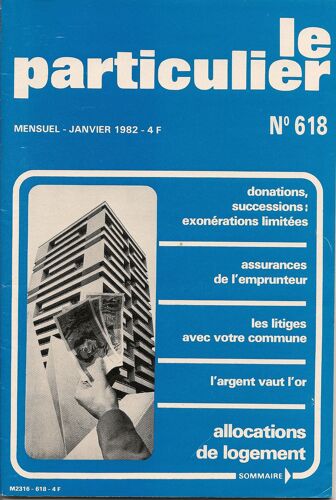 le
particulier
MENSUEL - JANVIER 1982 - 4 F
N° 618
donations,
successions:
exonérations limitées
assurances
de l'emprunteur
les litiges
avec votre commune
l'argent vaut l'or
allocations
de logement
SOMMAIRE
M2316 - 618 - 4 F